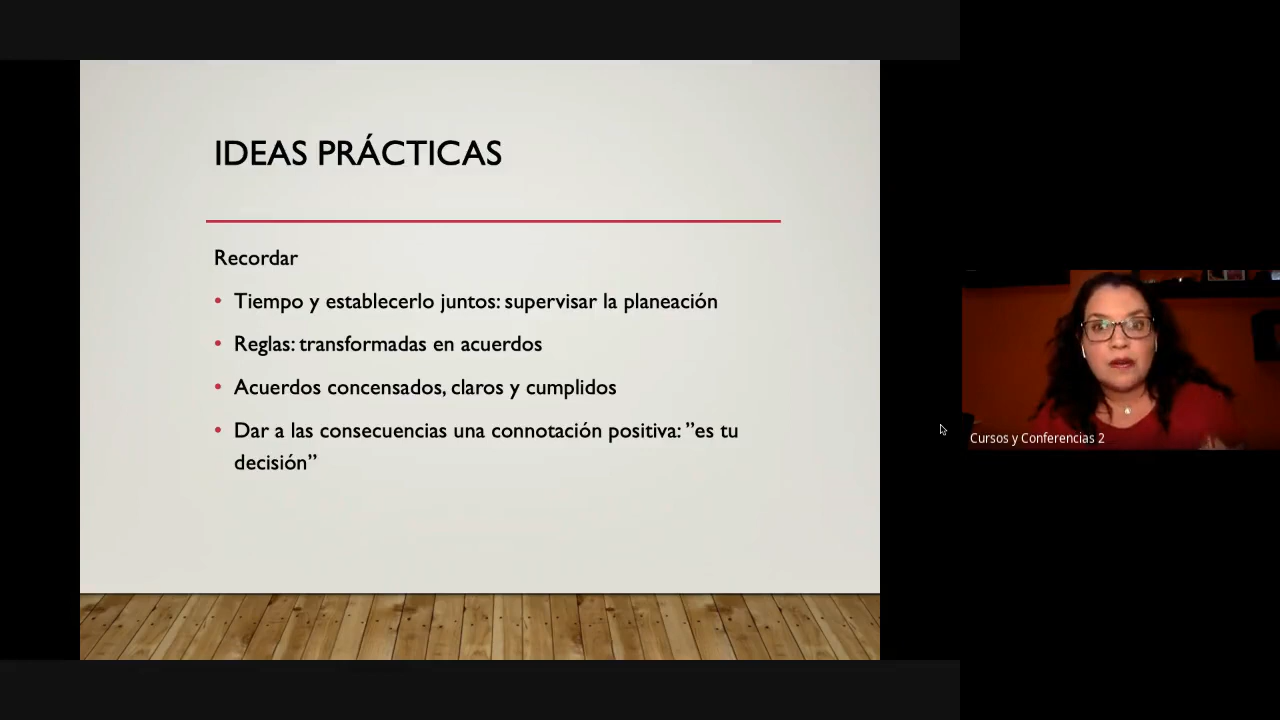 IDEAS PRÁCTICAS
Recordar
• Tiempo y establecerlo juntos: supervisar la planeación
• Reglas: transformadas en acuerdos
• Acuerdos concensados, claros y cumplidos
• Dar a las consecuencias una connotación positiva: ”es tu
decisión”
Cursos y Conferencias 2